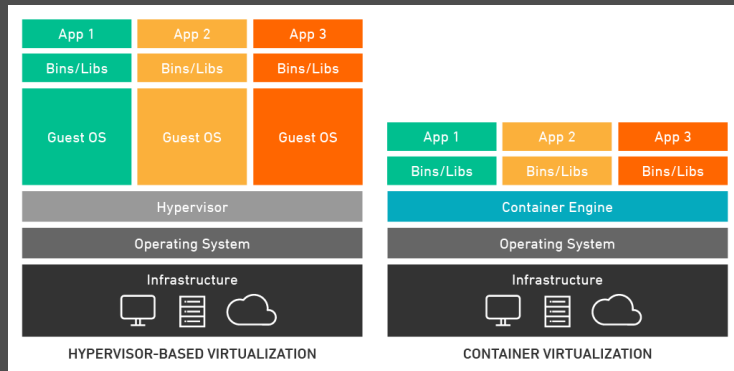 App 1
App 2
App 3
Bins/Libs
Bins/Libs
Bins/Libs
Guest OS
Guest OS
Guest OS
Hypervisor
Operating System
Infrastructure
HYPERVISOR-BASED VIRTUALIZATION
App 1
App 2
App 3
Bins/Libs
Bins/Libs
Bins/Libs
Container Engine
Operating System
Infrastructure
CONTAINER VIRTUALIZATION